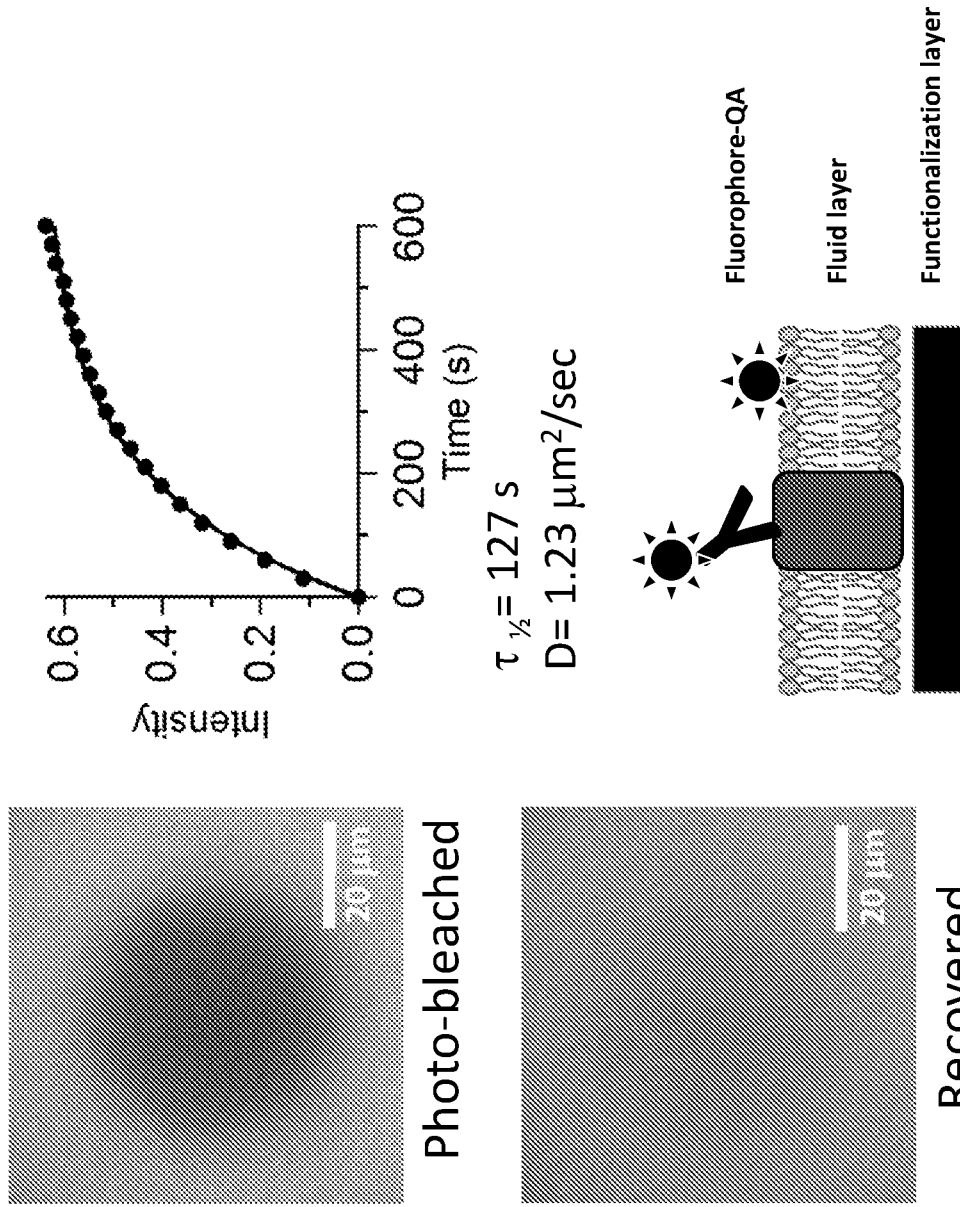 20 µm
Photo-bleached
20 µm
Recovered
Intensity
0.6
0.4
0.2
0.0
0
200
400
600
Time (s)
τ ½= 127 s
D= 1.23 µm²/sec
Fluorophore-QA
Fluid layer
Functionalization layer